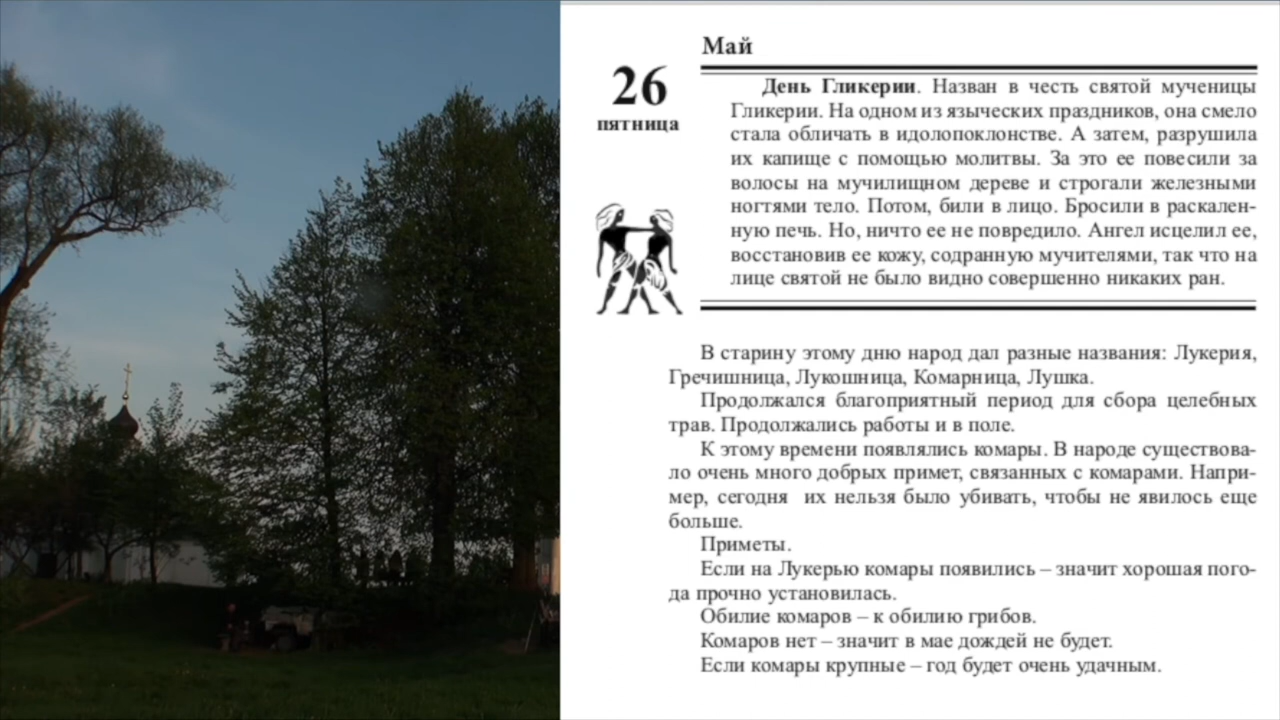 Май
26
пятница
День Гликерии. Назван в честь святой мученицы
Гликерии. На одном из языческих праздников, она смело
стала обличать в идолопоклонстве. А затем, разрушила
их капище с помощью молитвы. За это ее повесили за
волосы на мучилищном дереве и строгали железными
ногтями тело. Потом, били в лицо. Бросили в раскален-
ную печь. Но, ничто ее не повредило. Ангел исцелил ее,
восстановив ее кожу, содранную мучителями, так что на
лице святой не было видно совершенно никаких ран.
В старину этому дню народ дал разные названия: Лукерия,
Гречишница, Лукошница, Комарница, Лушка.
Продолжался благоприятный период для сбора целебных
трав. Продолжались работы и в поле.
К этому времени появлялись комары. В народе существова-
ло очень много добрых примет, связанных с комарами. Напри-
мер, сегодня их нельзя было убивать, чтобы не явилось еще
больше.
Приметы.
Если на Лукерью комары появились – значит хорошая пого-
да прочно установилась.
Обилие комаров – к обилию грибов.
Комаров нет – значит в мае дождей не будет.
Если комары крупные – год будет очень удачным.